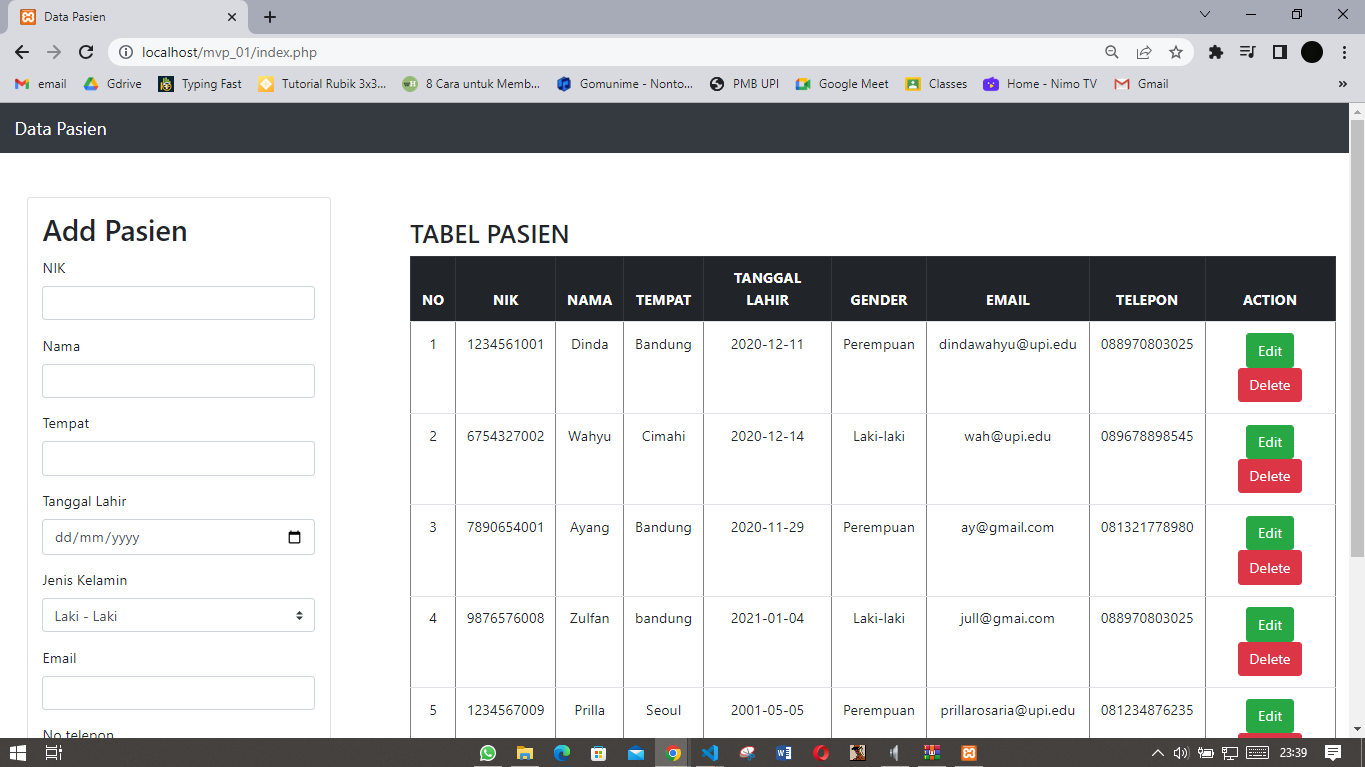 Data Pasien
localhost/mvp_01/index.php
email Gdrive Typing Fast Tutorial Rubik 3x3... 8 Cara untuk Memb... Gomunime - Nonto... PMB UPI Google Meet Classes Home - Nimo TV Gmail »
Data Pasien
Add Pasien
NIK
Nama
Tempat
Tanggal Lahir
dd/mm/yyyy
Jenis Kelamin
Laki - Laki
Email
No telepon
TABEL PASIEN
NO NIK NAMA TEMPAT TANGGAL LAHIR GENDER EMAIL TELEPON ACTION
1 1234561001 Dinda Bandung 2020-12-11 Perempuan dindawahyu@upi.edu 088970803025 Edit
Delete
2 6754327002 Wahyu Cimahi 2020-12-14 Laki-laki wah@upi.edu 089678898545 Edit
Delete
3 7890654001 Ayang Bandung 2020-11-29 Perempuan ay@gmail.com 081321778980 Edit
Delete
4 9876576008 Zulfan bandung 2021-01-04 Laki-laki jull@gmai.com 088970803025 Edit
Delete
5 1234567009 Prilla Seoul 2001-05-05 Perempuan prillarosaria@upi.edu 081234876235 Edit
23:39